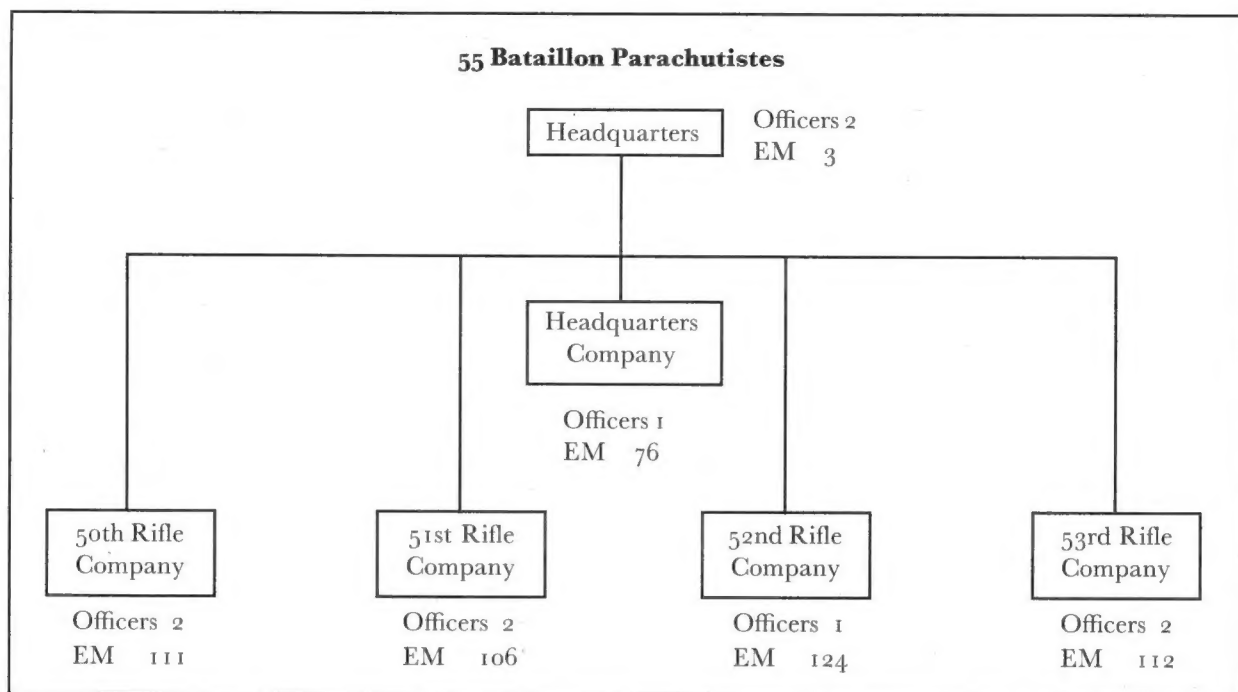 55 Bataillon Parachutistes
Headquarters
Officers 2
EM 3
Headquarters
Company
Officers 1
EM 76
50th Rifle
Company
Officers 2
EM 111
51st Rifle
Company
Officers 2
EM 106
52nd Rifle
Company
Officers 1
EM 124
53rd Rifle
Company
Officers 2
EM 112